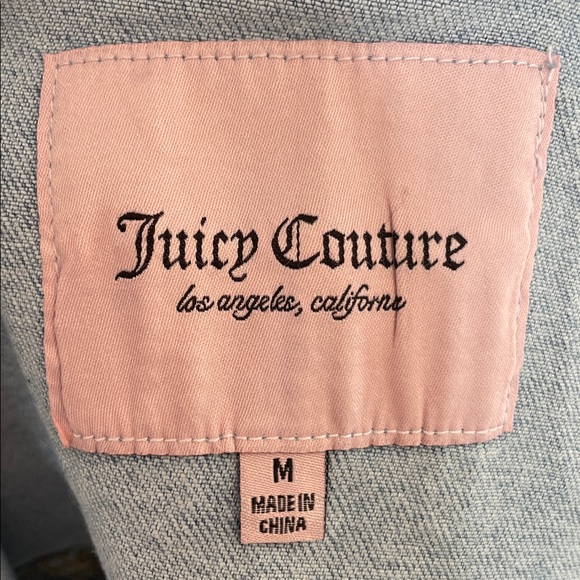 Juicy Couture
los angeles, california
M
MADE IN
CHINA